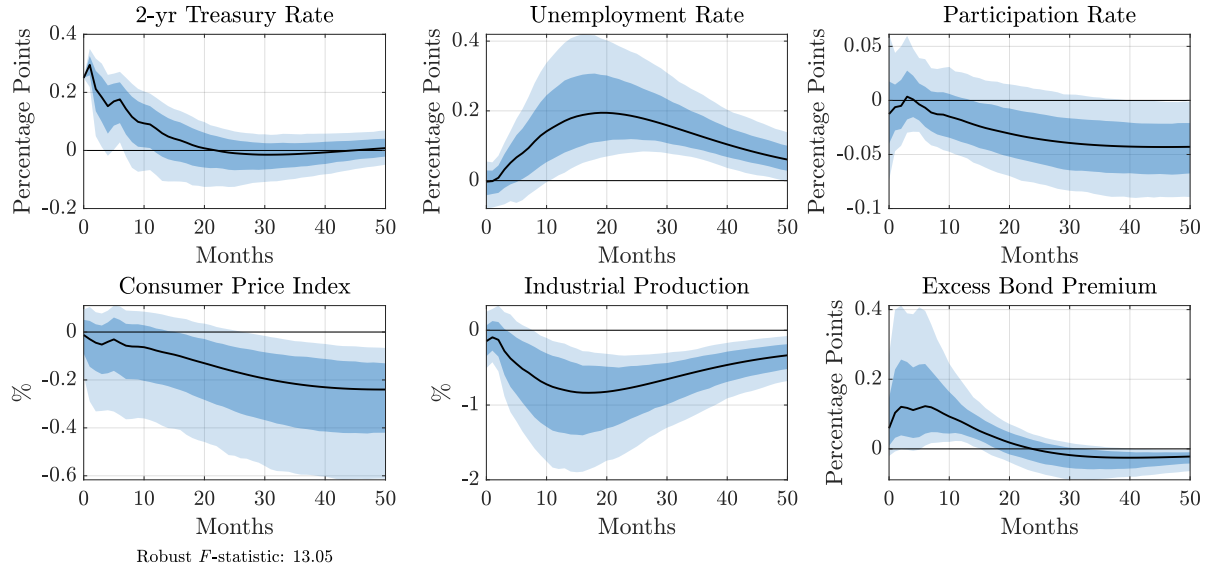 2-yr Treasury Rate
Percentage Points
0.4
0.2
0
-0.2
0 10 20 30 40 50
Months
Unemployment Rate
Percentage Points
0.4
0.2
0
0 10 20 30 40 50
Months
Participation Rate
Percentage Points
0.05
0
-0.05
-0.1
0 10 20 30 40 50
Months
Consumer Price Index
%
0
-0.2
-0.4
-0.6
0 10 20 30 40 50
Months
Robust F-statistic: 13.05
Industrial Production
%
0
-1
-2
0 10 20 30 40 50
Months
Excess Bond Premium
Percentage Points
0.4
0.2
0
0 10 20 30 40 50
Months